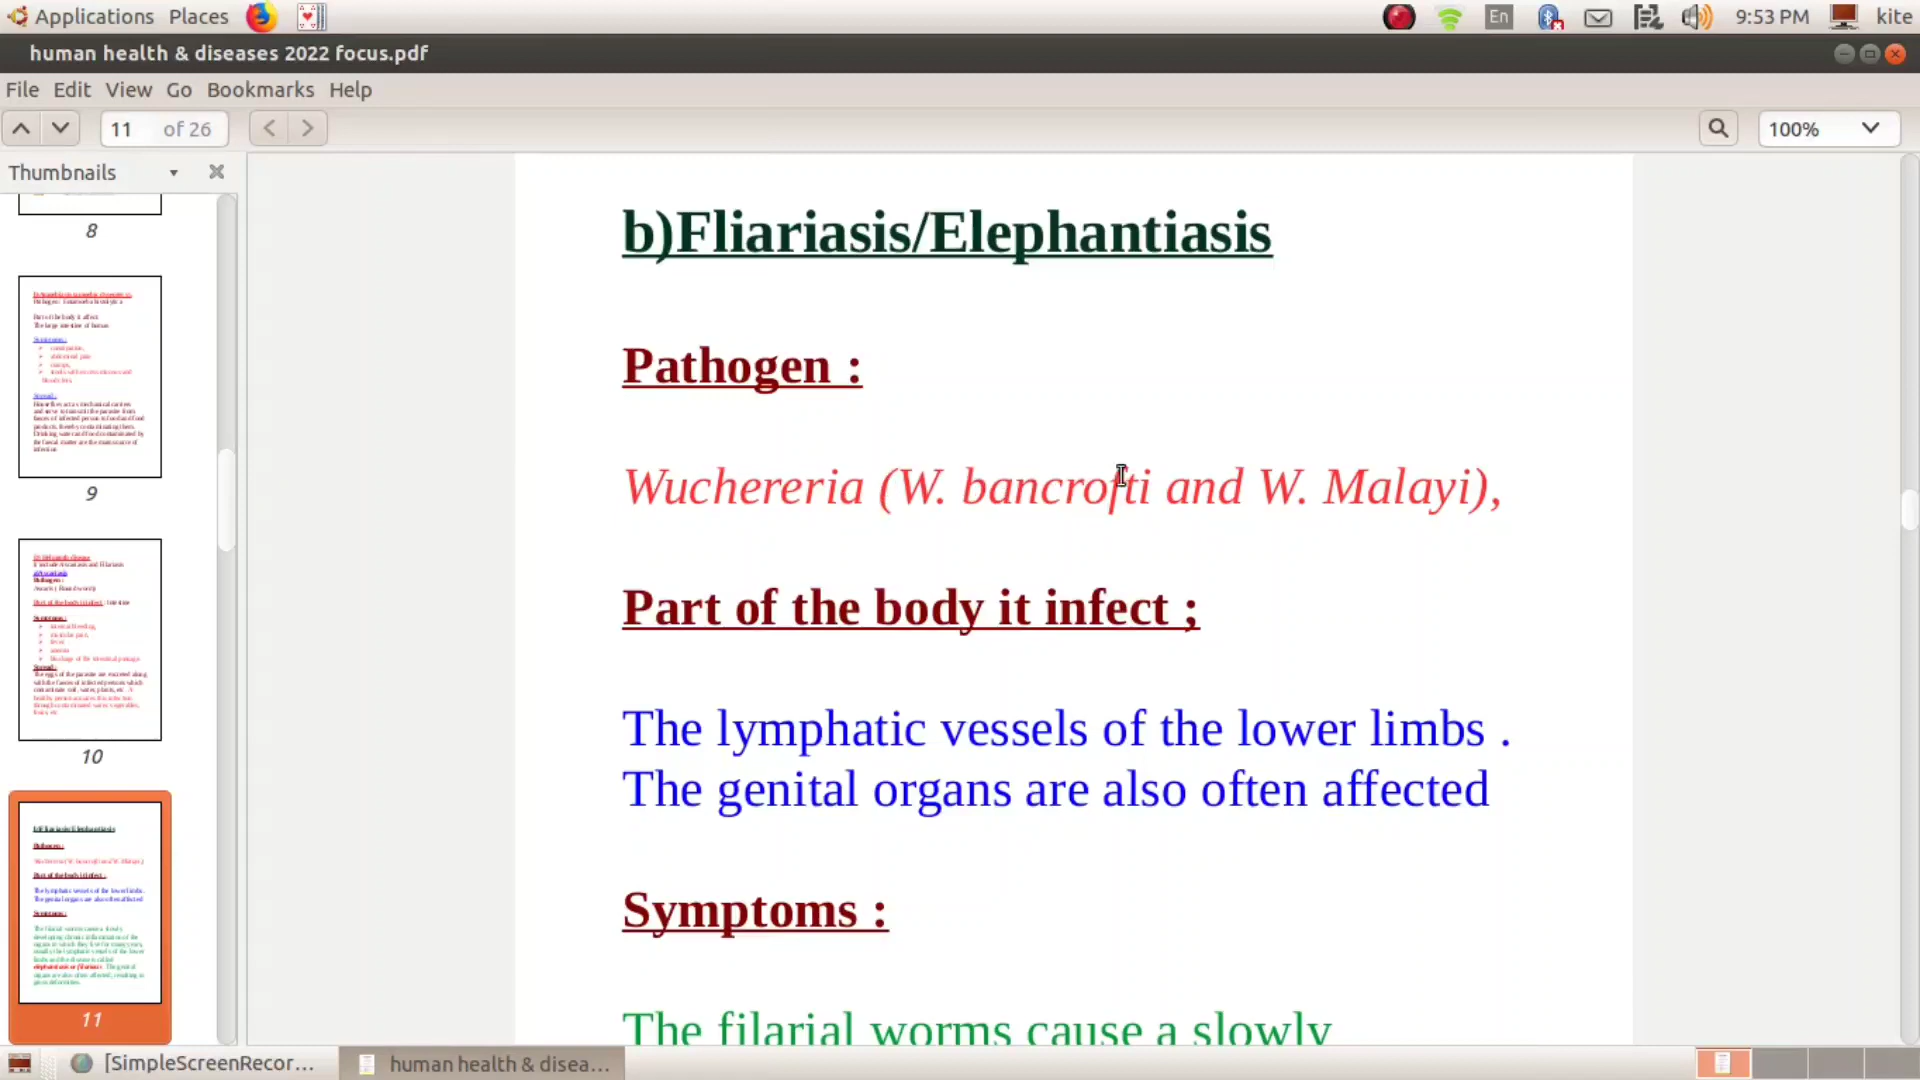 Applications Places En 9:53 PM kite
human health & diseases 2022 focus.pdf
File Edit View Go Bookmarks Help
11 of 26 100%
Thumbnails
8
9
10
11
b)Fliariasis/Elephantiasis
Pathogen :
Wuchereria (W. bancrofti and W. Malayi),
Part of the body it infect ;
The lymphatic vessels of the lower limbs .
The genital organs are also often affected
Symptoms :
The filarial worms cause a slowly
[SimpleScreenRecor... human health & disea...